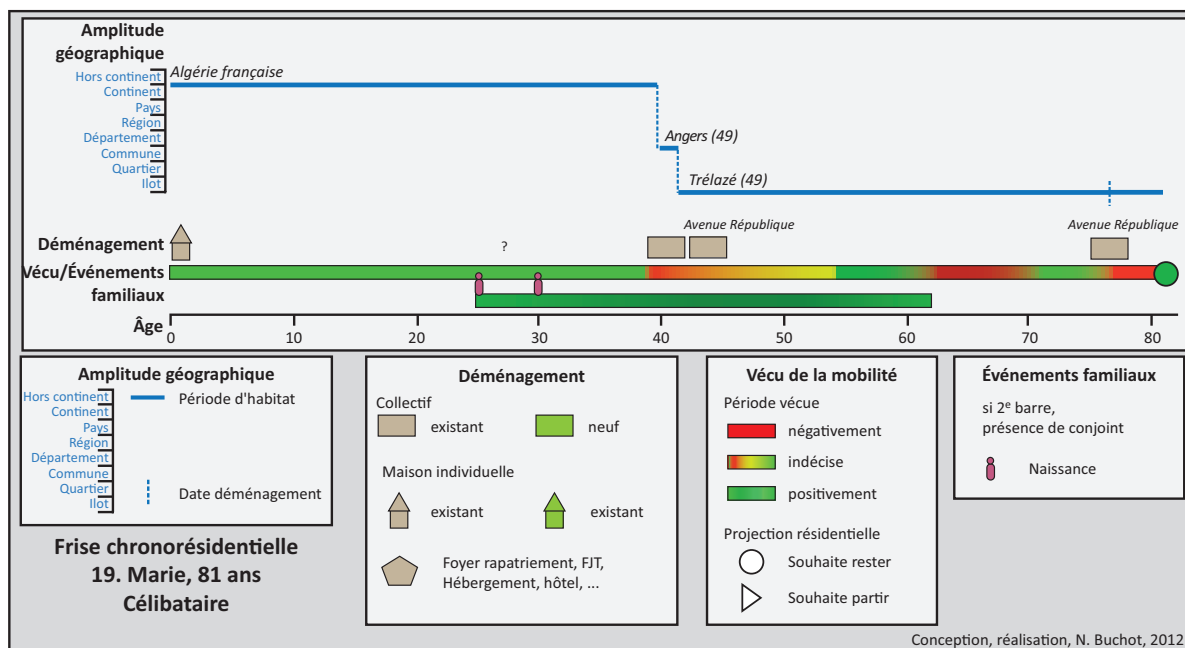 Amplitude
géographique
Hors continent
Continent
Pays
Région
Département
Commune
Quartier
Ilot
Algérie française
Angers (49)
Trélazé (49)
Déménagement
?
Avenue République
Avenue République
Vécu/Événements
familiaux
Âge
0 10 20 30 40 50 60 70 80
Amplitude géographique
Hors continent
Continent
Pays
Région
Département
Commune
Quartier
Ilot
Période d'habitat
Date déménagement
Frise chronorésidentielle
19. Marie, 81 ans
Célibataire
Déménagement
Collectif
existant neuf
Maison individuelle
existant existant
Foyer rapatriement, FJT,
Hébergement, hôtel, ...
Vécu de la mobilité
Période vécue
négativement
indécise
positivement
Projection résidentielle
Souhaite rester
Souhaite partir
Événements familiaux
si 2e barre,
présence de conjoint
Naissance
Conception, réalisation, N. Buchot, 2012